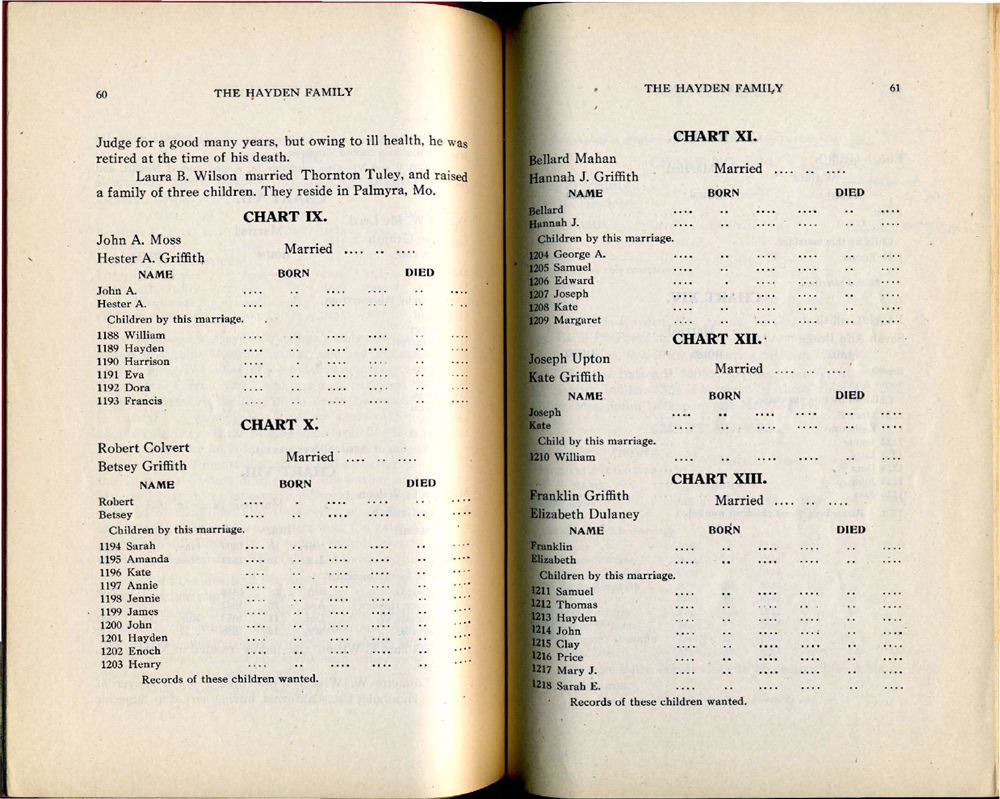 60 THE HAYDEN FAMILY
Judge for a good many years, but owing to ill health, he was
retired at the time of his death.
Laura B. Wilson married Thornton Tuley, and raised
a family of three children. They reside in Palmyra, Mo.
CHART IX.
John A. Moss
Married .... .. ....
Hester A. Griffith
NAME BORN DIED
John A. .... .. .... .... .. ....
Hester A. .... .. .... .... .. ....
Children by this marriage.
1188 William .... .. .... .... .. ....
1189 Hayden .... .. .... .... .. ....
1190 Harrison .... .. .... .... .. ....
1191 Eva .... .. .... .... .. ....
1192 Dora .... .. .... .... .. ....
1193 Francis .... .. .... .... .. ....
CHART X.
Robert Colvert
Married .... .. ....
Betsey Griffith
NAME BORN DIED
Robert .... .. .... .... .. ....
Betsey .... .. .... .... .. ....
Children by this marriage.
1194 Sarah .... .. .... .... .. ....
1195 Amanda .... .. .... .... .. ....
1196 Kate .... .. .... .... .. ....
1197 Annie .... .. .... .... .. ....
1198 Jennie .... .. .... .... .. ....
1199 James .... .. .... .... .. ....
1200 John .... .. .... .... .. ....
1201 Hayden .... .. .... .... .. ....
1202 Enoch .... .. .... .... .. ....
1203 Henry .... .. .... .... .. ....
Records of these children wanted.
THE HAYDEN FAMILY 61
CHART XI.
Bellard Mahan
Married .... .. ....
Hannah J. Griffith
NAME BORN DIED
Bellard .... .. .... .... .. ....
Hannah J. .... .. .... .... .. ....
Children by this marriage.
1204 George A. .... .. .... .... .. ....
1205 Samuel .... .. .... .... .. ....
1206 Edward .... .. .... .... .. ....
1207 Joseph .... .. .... .... .. ....
1208 Kate .... .. .... .... .. ....
1209 Margaret .... .. .... .... .. ....
CHART XII.
Joseph Upton
Married .... .. ....
Kate Griffith
NAME BORN DIED
Joseph .... .. .... .... .. ....
Kate .... .. .... .... .. ....
Child by this marriage.
1210 William .... .. .... .... .. ....
CHART XIII.
Franklin Griffith
Married .... .. ....
Elizabeth Dulaney
NAME BORN DIED
Franklin .... .. .... .... .. ....
Elizabeth .... .. .... .... .. ....
Children by this marriage.
1211 Samuel .... .. .... .... .. ....
1212 Thomas .... .. .... .... .. ....
1213 Hayden .... .. .... .... .. ....
1214 John .... .. .... .... .. ....
1215 Clay .... .. .... .... .. ....
1216 Price .... .. .... .... .. ....
1217 Mary J. .... .. .... .... .. ....
1218 Sarah E. .... .. .... .... .. ....
Records of these children wanted.